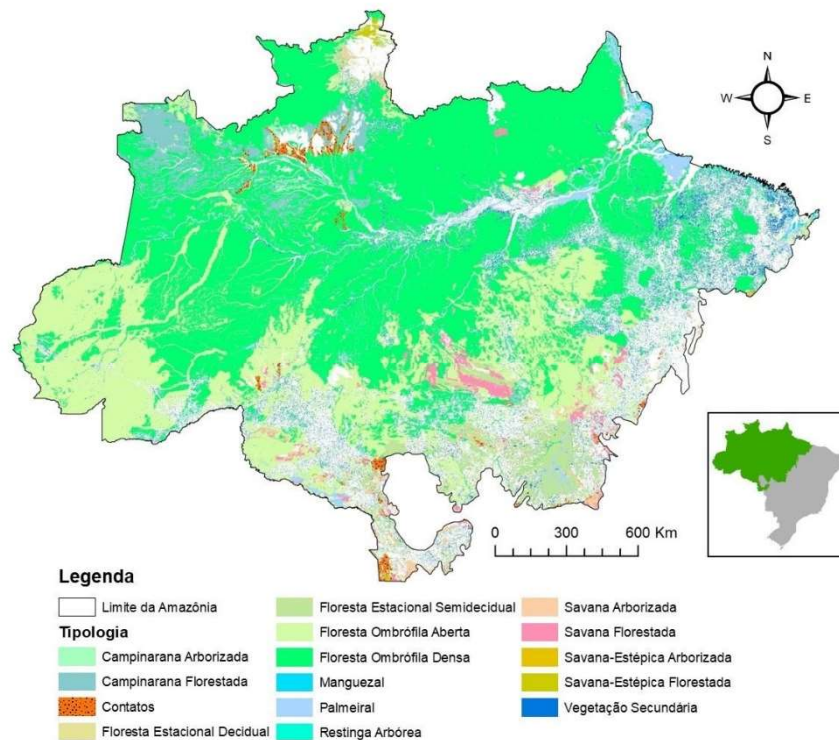 N
W E
S
0 300 600 Km
Legenda
Limite da Amazônia
Tipologia
Campinarana Arborizada
Campinarana Florestada
Contatos
Floresta Estacional Decidual
Floresta Estacional Semidecidual
Floresta Ombrófila Aberta
Floresta Ombrófila Densa
Manguezal
Palmeiral
Restinga Arbórea
Savana Arborizada
Savana Florestada
Savana-Estépica Arborizada
Savana-Estépica Florestada
Vegetação Secundária